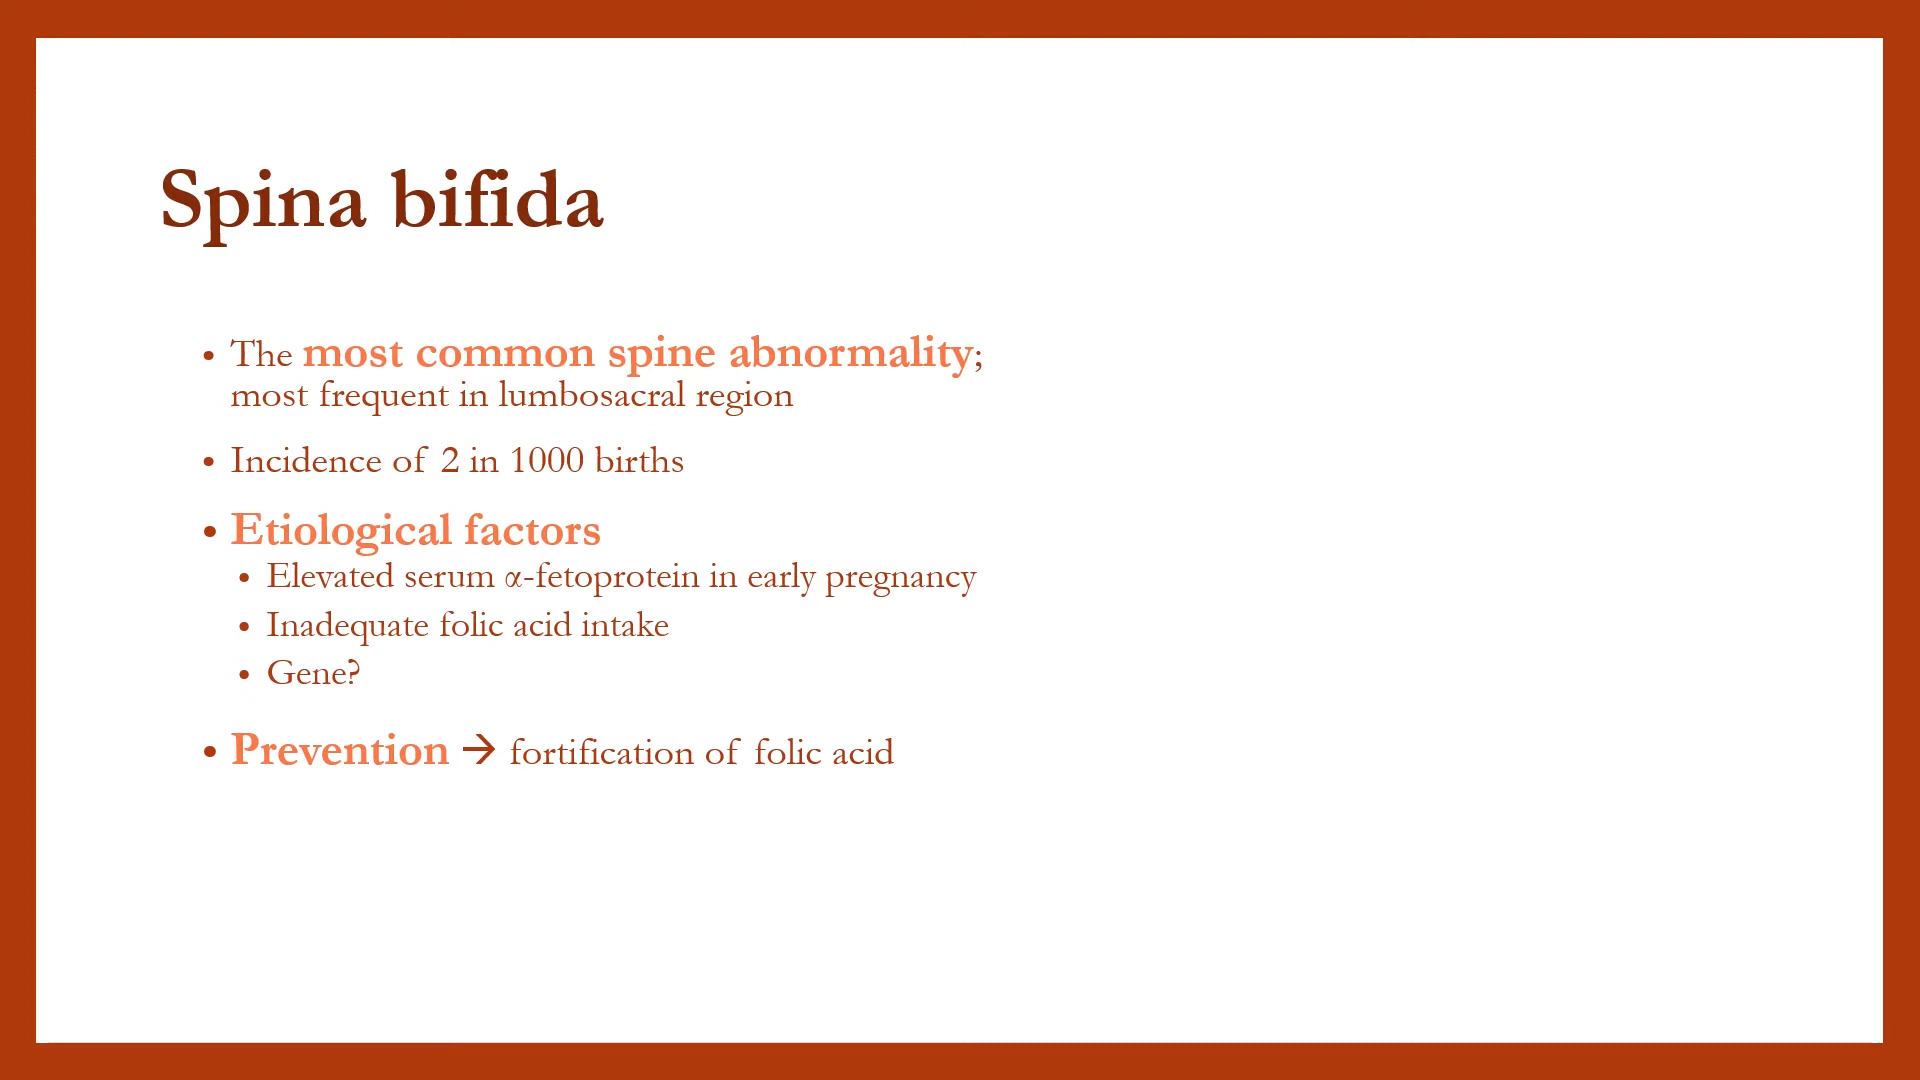 Spina bifida
• The most common spine abnormality;
most frequent in lumbosacral region
• Incidence of 2 in 1000 births
• Etiological factors
• Elevated serum α-fetoprotein in early pregnancy
• Inadequate folic acid intake
• Gene?
• Prevention → fortification of folic acid